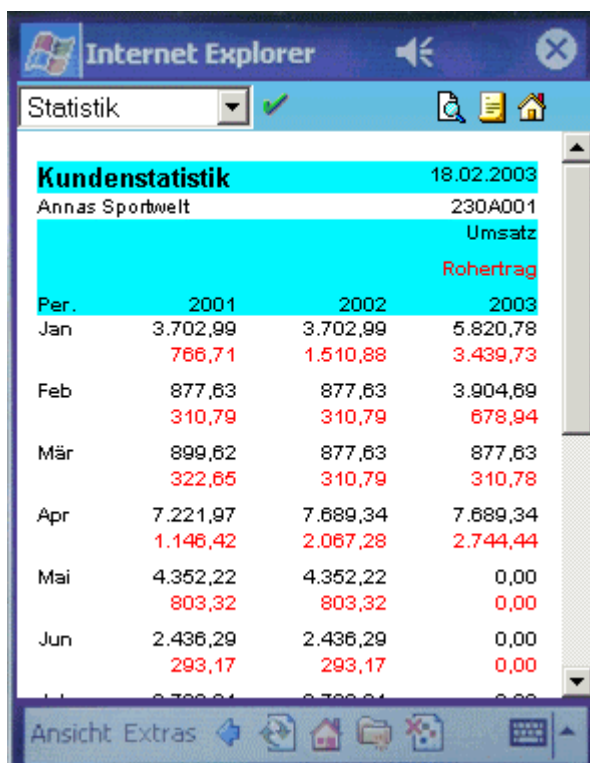 Internet Explorer
Statistik
Kundenstatistik 18.02.2003
Annas Sportwelt 230A001
Umsatz
Rohertrag
Per. 2001 2002 2003
Jan 3.702,99 3.702,99 5.820,78
766,71 1.510,88 3.439,73
Feb 877,63 877,63 3.904,69
310,79 310,79 678,94
Mär 899,62 877,63 877,63
322,65 310,79 310,78
Apr 7.221,97 7.689,34 7.689,34
1.146,42 2.067,28 2.744,44
Mai 4.352,22 4.352,22 0,00
803,32 803,32 0,00
Jun 2.436,29 2.436,29 0,00
293,17 293,17 0,00
Ansicht Extras